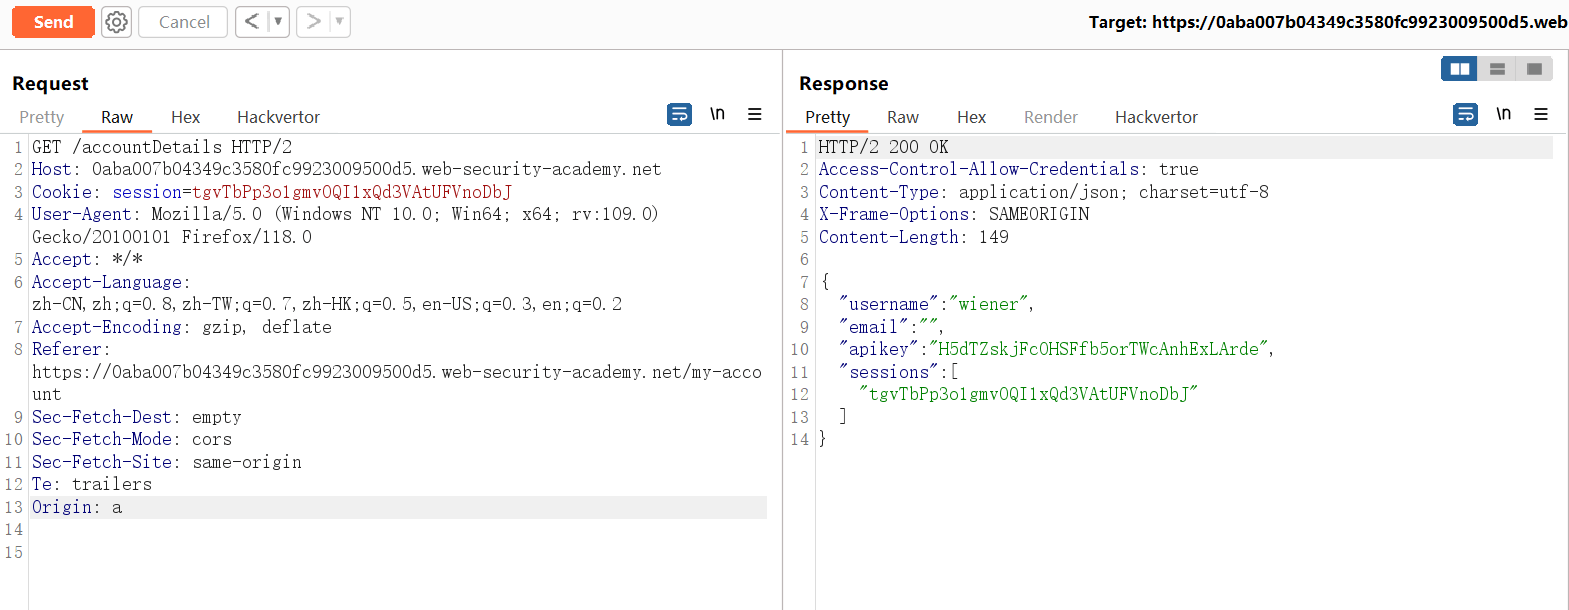 Send
Cancel
< ▼
> ▼
Target: https://0aba007b04349c3580fc9923009500d5.web
Request
Pretty Raw Hex Hackvertor
\n
1 GET /accountDetails HTTP/2
2 Host: 0aba007b04349c3580fc9923009500d5.web-security-academy.net
3 Cookie: session=tgvTbPp3o1gmvOQI1xQd3VAtUFVnoDbJ
4 User-Agent: Mozilla/5.0 (Windows NT 10.0; Win64; x64; rv:109.0)
Gecko/20100101 Firefox/118.0
5 Accept: */*
6 Accept-Language:
zh-CN,zh;q=0.8,zh-TW;q=0.7,zh-HK;q=0.5,en-US;q=0.3,en;q=0.2
7 Accept-Encoding: gzip, deflate
8 Referer:
https://0aba007b04349c3580fc9923009500d5.web-security-academy.net/my-acco
unt
9 Sec-Fetch-Dest: empty
10 Sec-Fetch-Mode: cors
11 Sec-Fetch-Site: same-origin
12 Te: trailers
13 Origin: a
14
15
Response
Pretty Raw Hex Render Hackvertor
\n
1 HTTP/2 200 OK
2 Access-Control-Allow-Credentials: true
3 Content-Type: application/json; charset=utf-8
4 X-Frame-Options: SAMEORIGIN
5 Content-Length: 149
6
7 {
8 "username":"wiener",
9 "email":"",
10 "apikey":"H5dTZskjFcOHSFfb5orTWcAnhExLArde",
11 "sessions":[
12 "tgvTbPp3o1gmvOQI1xQd3VAtUFVnoDbJ"
13 ]
14 }